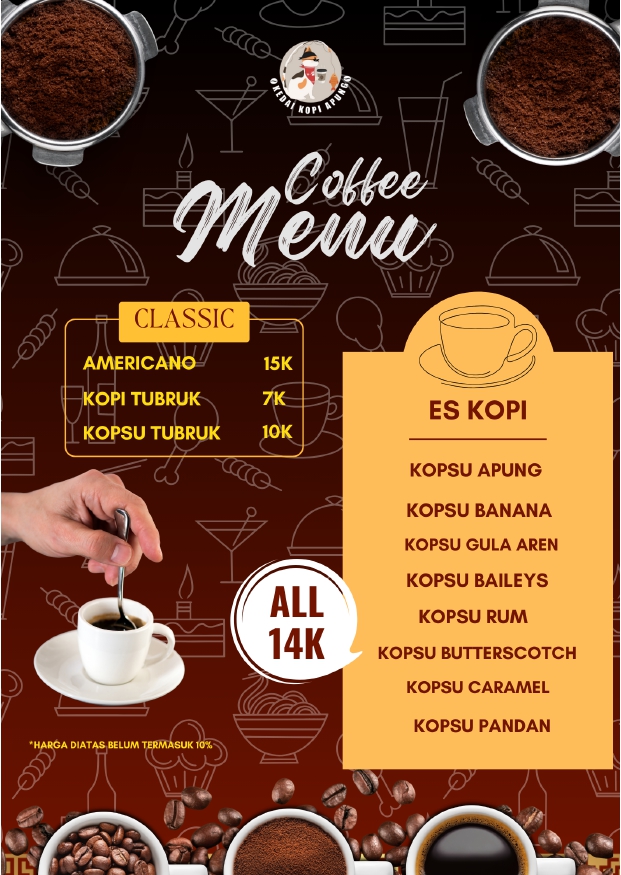 KEDAI KOPI APUNG
Coffee
Menu
CLASSIC
AMERICANO 15K
KOPI TUBRUK 7K
KOPSU TUBRUK 10K
ES KOPI
KOPSU APUNG
KOPSU BANANA
KOPSU GULA AREN
KOPSU BAILEYS
KOPSU RUM
KOPSU BUTTERSCOTCH
KOPSU CARAMEL
KOPSU PANDAN
ALL
14K
*HARGA DIATAS BELUM TERMASUK 10%